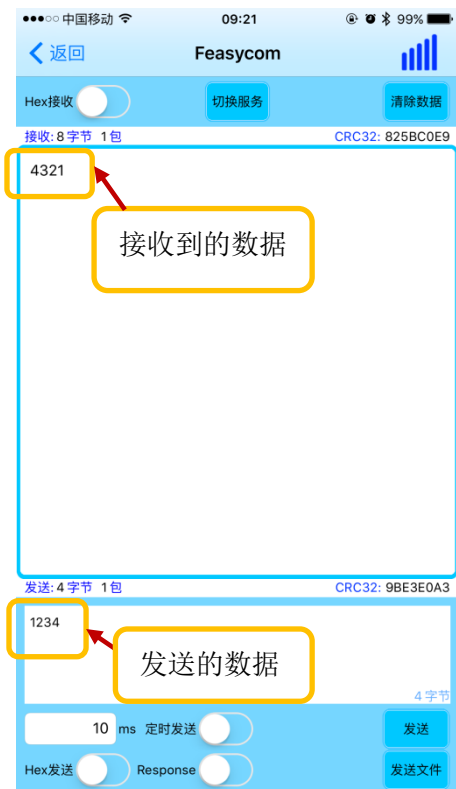 中国移动 09:21 99%
返回 Feasycom
Hex接收 切换服务 清除数据
接收: 8 字节 1 包 CRC32: 825BC0E9
4321
接收到的数据
发送: 4 字节 1 包 CRC32: 9BE3E0A3
1234
发送的数据
4 字节
10 ms 定时发送 发送
Hex发送 Response 发送文件